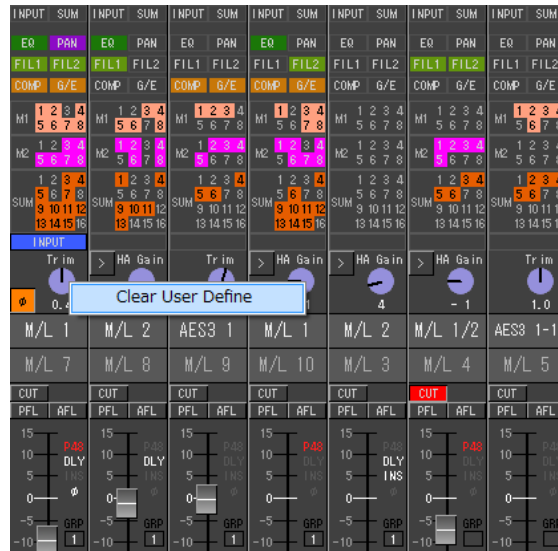 INPUT SUM INPUT SUM INPUT SUM INPUT SUM INPUT SUM INPUT SUM INPUT SUM
EQ PAN EQ PAN EQ PAN EQ PAN EQ PAN EQ PAN EQ PAN
FIL1 FIL2 FIL1 FIL2 FIL1 FIL2 FIL1 FIL2 FIL1 FIL2 FIL1 FIL2 FIL1 FIL2
COMP G/E COMP G/E COMP G/E COMP G/E COMP G/E COMP G/E COMP G/E
1 2 3 4 1 2 3 4 1 2 3 4 1 2 3 4 1 2 3 4 1 2 3 4 1 2 3 4
M1 M1 M1 M1 M1 M1 M1
5 6 7 8 5 6 7 8 5 6 7 8 5 6 7 8 5 6 7 8 5 6 7 8 5 6 7 8
1 2 3 4 1 2 3 4 1 2 3 4 1 2 3 4 1 2 3 4 1 2 3 4 1 2 3 4
M2 M2 M2 M2 M2 M2 M2
5 6 7 8 5 6 7 8 5 6 7 8 5 6 7 8 5 6 7 8 5 6 7 8 5 6 7 8
1 2 3 4 1 2 3 4 1 2 3 4 1 2 3 4 1 2 3 4 1 2 3 4 1 2 3 4
5 6 7 8 5 6 7 8 5 6 7 8 5 6 7 8 5 6 7 8 5 6 7 8 5 6 7 8
SUM SUM SUM SUM SUM SUM SUM
9 10 11 12 9 10 11 12 9 10 11 12 9 10 11 12 9 10 11 12 9 10 11 12 9 10 11 12
13 14 15 16 13 14 15 16 13 14 15 16 13 14 15 16 13 14 15 16 13 14 15 16 13 14 15 16
INPUT
Trim > HA Gain Trim > HA Gain > HA Gain > HA Gain Trim
Clear User Define
ø 4 - 1 1.0
M/L 1 M/L 2 AES3 1 M/L 1 M/L 2 M/L 1/2 AES3 1-1
M/L 7 M/L 8 M/L 9 M/L 10 M/L 3 M/L 4 M/L 5
CUT CUT CUT CUT CUT CUT CUT
PFL AFL PFL AFL PFL AFL PFL AFL PFL AFL PFL AFL PFL AFL
15 15 15 15 15 15 15
P48 P48 P48 P48 P48 P48 P48
10 DLY 10 DLY 10 DLY 10 DLY 10 DLY 10 DLY 10 DLY
5 INS 5 INS 5 INS 5 INS 5 INS 5 INS 5 INS
0 ø 0 ø 0 ø 0 ø 0 ø 0 ø 0 ø
-5 GRP -5 GRP -5 GRP -5 GRP -5 GRP -5 GRP -5 GRP
-10 1 -10 1 -10 1 -10 1 -10 1 -10 -10 1